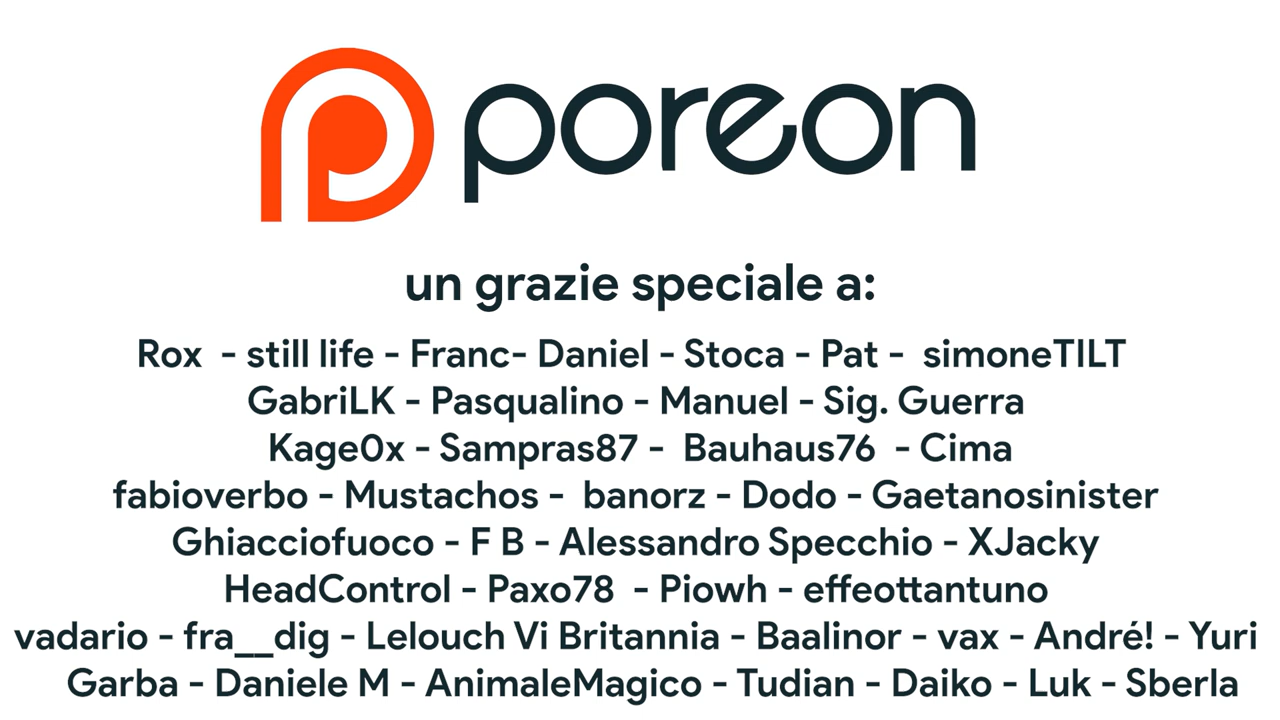 poreon
un grazie speciale a:
Rox - still life - Franc- Daniel - Stoca - Pat - simoneTILT
GabriLK - Pasqualino - Manuel - Sig. Guerra
Kage0x - Sampras87 - Bauhaus76 - Cima
fabioverbo - Mustachos - banorz - Dodo - Gaetanosinister
Ghiacciofuoco - F B - Alessandro Specchio - XJacky
HeadControl - Paxo78 - Piowh - effeottantuno
vadario - fra__dig - Lelouch Vi Britannia - Baalinor - vax - André! - Yuri
Garba - Daniele M - AnimaleMagico - Tudian - Daiko - Luk - Sberla